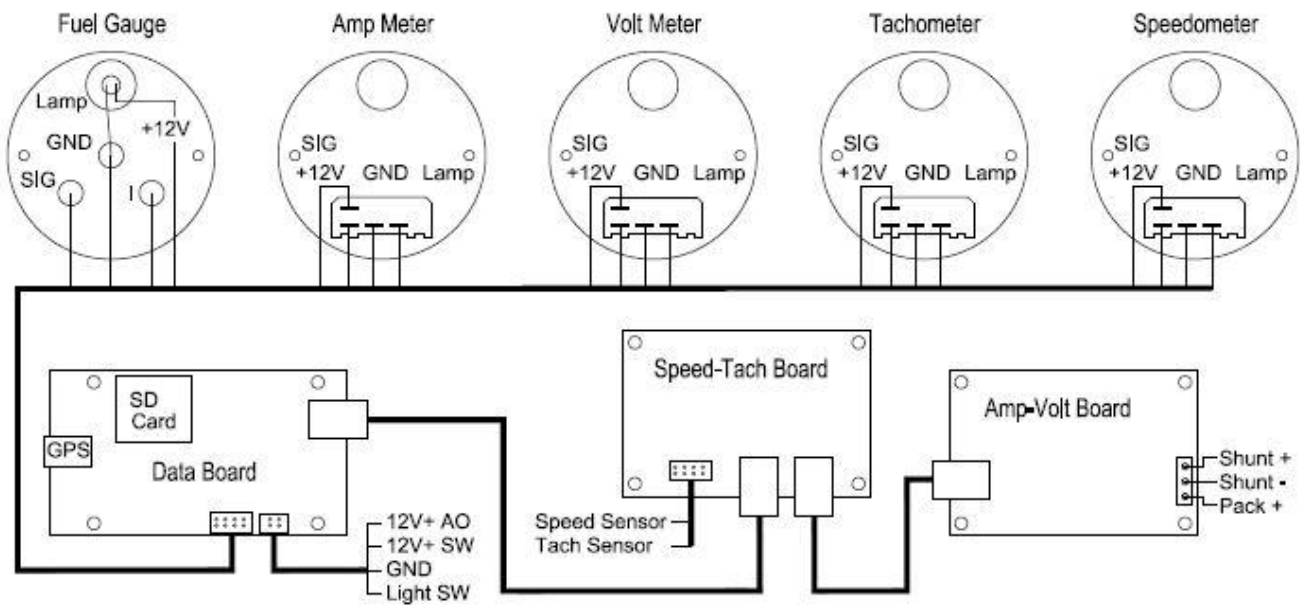 Fuel Gauge
Amp Meter
Volt Meter
Tachometer
Speedometer
Lamp
+12V
GND
SIG
I
SIG
+12V GND Lamp
SIG
+12V GND Lamp
SIG
+12V GND Lamp
SIG
+12V GND Lamp
SD
Card
GPS
Data Board
12V+ AO
12V+ SW
GND
Light SW
Speed-Tach Board
Speed Sensor
Tach Sensor
Amp-Volt Board
Shunt +
Shunt -
Pack +